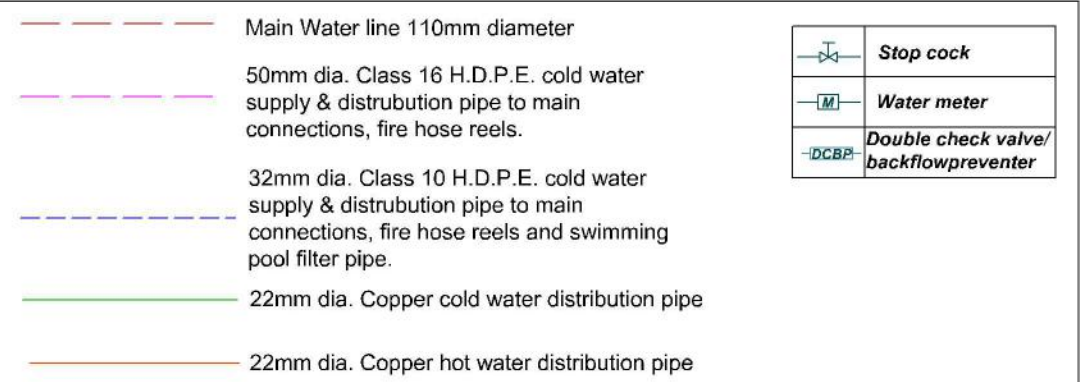 Main Water line 110mm diameter
50mm dia. Class 16 H.D.P.E. cold water
supply & distrubution pipe to main
connections, fire hose reels.
32mm dia. Class 10 H.D.P.E. cold water
supply & distrubution pipe to main
connections, fire hose reels and swimming
pool filter pipe.
22mm dia. Copper cold water distribution pipe
22mm dia. Copper hot water distribution pipe
Stop cock
M Water meter
DCBP Double check valve/
backflowpreventer